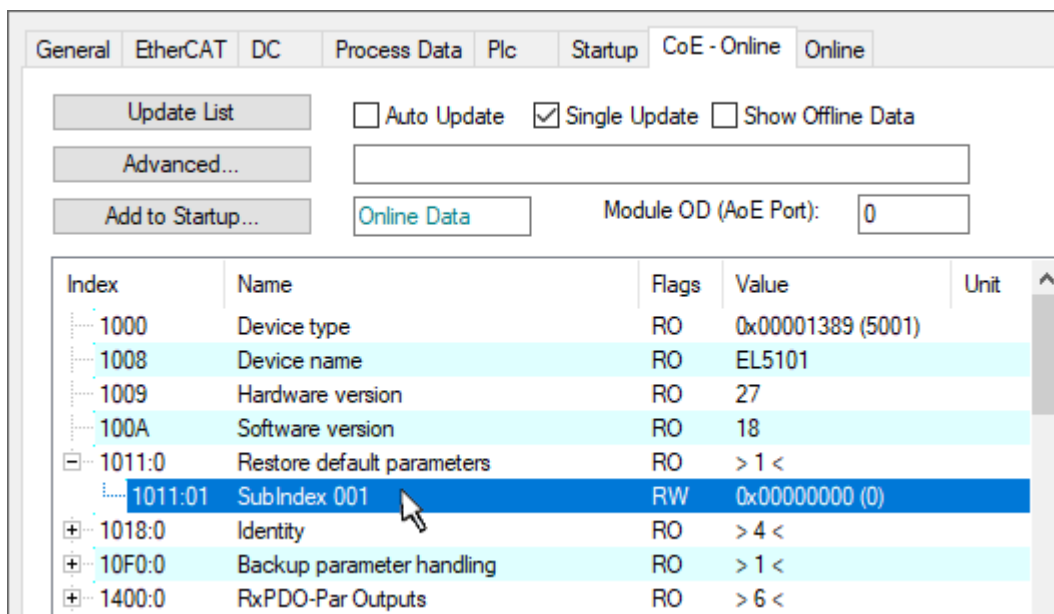 General EtherCAT DC Process Data Plc Startup CoE - Online Online
Update List Auto Update Single Update Show Offline Data
Advanced...
Add to Startup... Online Data Module OD (AoE Port): 0
Index Name Flags Value Unit
1000 Device type RO 0x00001389 (5001)
1008 Device name RO EL5101
1009 Hardware version RO 27
100A Software version RO 18
1011:0 Restore default parameters RO > 1 <
1011:01 SubIndex 001 RW 0x00000000 (0)
1018:0 Identity RO > 4 <
10F0:0 Backup parameter handling RO > 1 <
1400:0 RxPDO-Par Outputs RO > 6 <